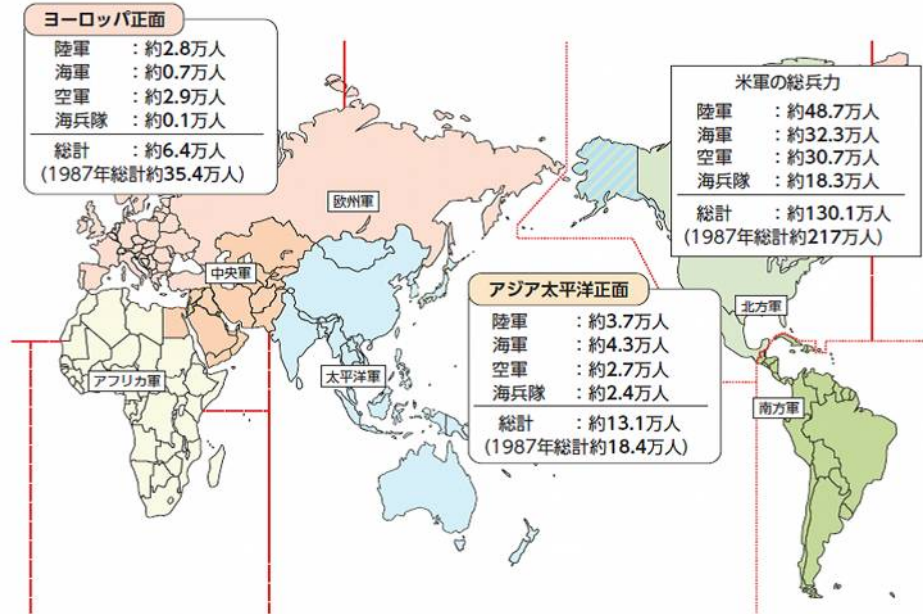 ヨーロッパ正面
陸軍 :約2.8万人
海軍 :約0.7万人
空軍 :約2.9万人
海兵隊 :約0.1万人
総計 :約6.4万人
(1987年総計約35.4万人)
米軍の総兵力
陸軍 :約48.7万人
海軍 :約32.3万人
空軍 :約30.7万人
海兵隊 :約18.3万人
総計 :約130.1万人
(1987年総計約217万人)
欧州軍
中央軍
アジア太平洋正面
陸軍 :約3.7万人
海軍 :約4.3万人
空軍 :約2.7万人
海兵隊 :約2.4万人
総計 :約13.1万人
(1987年総計約18.4万人)
北方軍
アフリカ軍
太平洋軍
南方軍